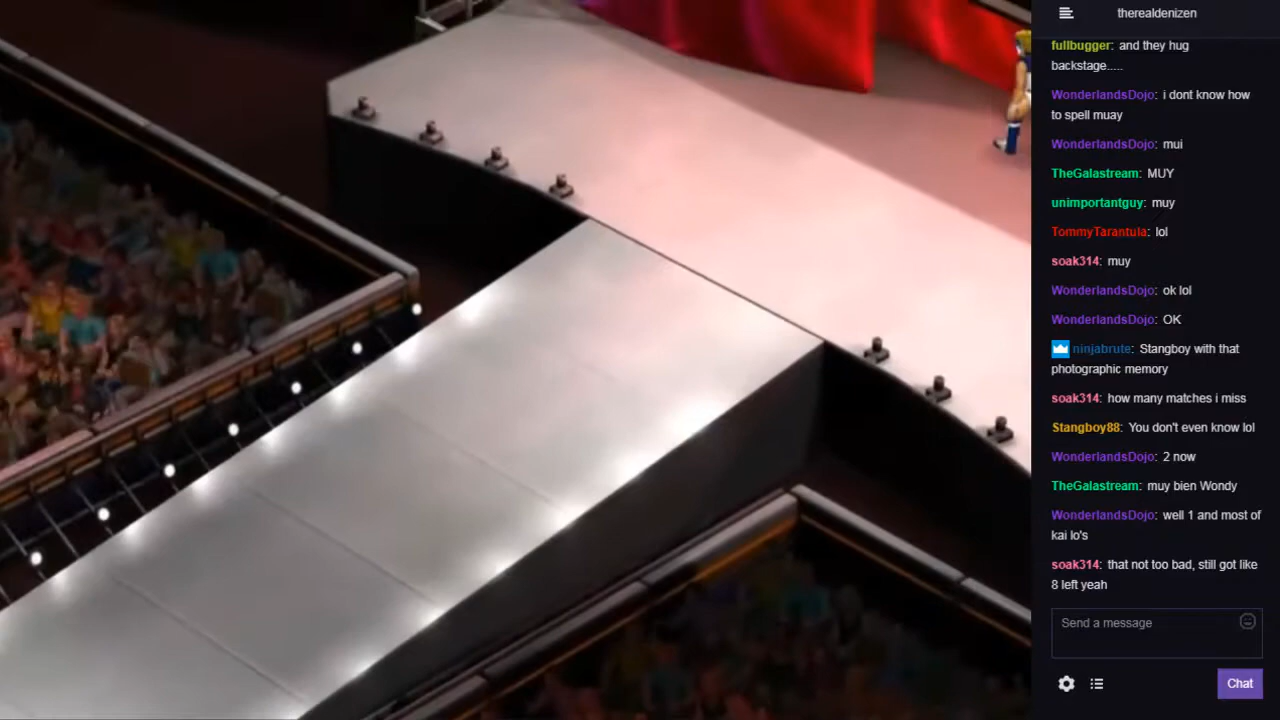 therealdenizen
fullbugger: and they hug
backstage.....
WonderlandsDojo: i dont know how
to spell muay
WonderlandsDojo: mui
TheGalastream: MUY
unimportantguy: muy
TommyTarantula: lol
soak314: muy
WonderlandsDojo: ok lol
WonderlandsDojo: OK
ninjabrute: Stangboy with that
photographic memory
soak314: how many matches i miss
Stangboy88: You don't even know lol
WonderlandsDojo: 2 now
TheGalastream: muy bien Wondy
WonderlandsDojo: well 1 and most of
kai lo's
soak314: that not too bad, still got like
8 left yeah
Send a message
Chat